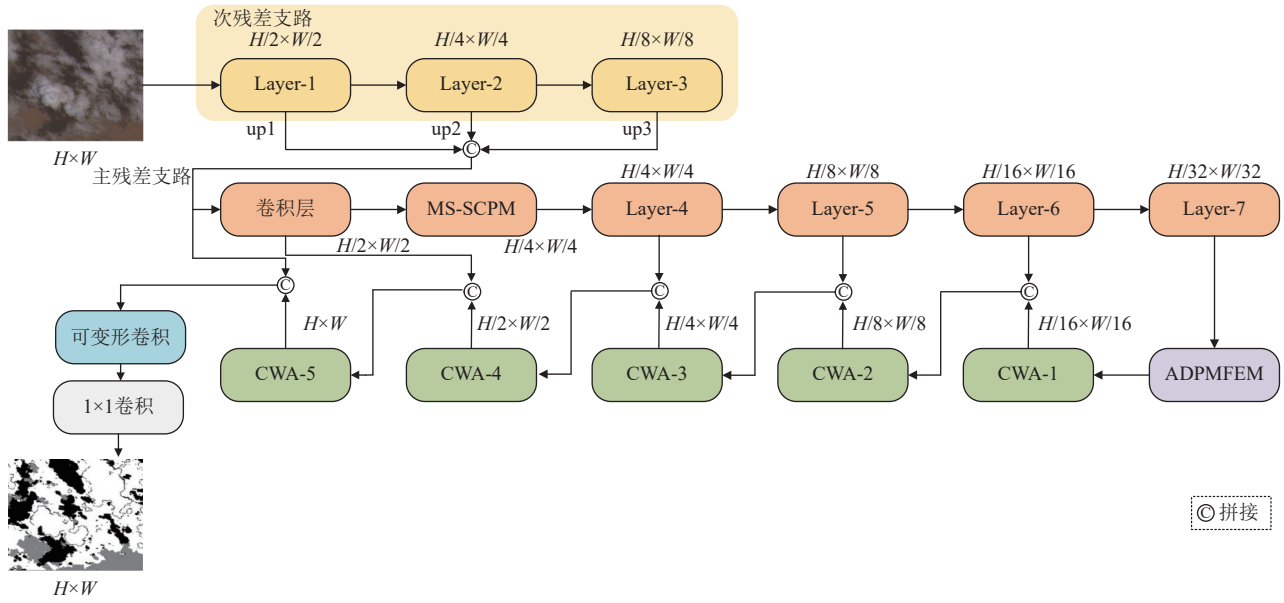 次残差支路
H/2×W/2
H/4×W/4
H/8×W/8
Layer-1
Layer-2
Layer-3
up1
up2
up3
C
H×W
主残差支路
H/4×W/4
H/8×W/8
H/16×W/16
H/32×W/32
卷积层
MS-SCPM
Layer-4
Layer-5
Layer-6
Layer-7
H/2×W/2
H/4×W/4
C
C
C
C
C
H×W
H/2×W/2
H/4×W/4
H/8×W/8
H/16×W/16
可变形卷积
CWA-5
CWA-4
CWA-3
CWA-2
CWA-1
ADPMFEM
1×1卷积
C 拼接
H×W